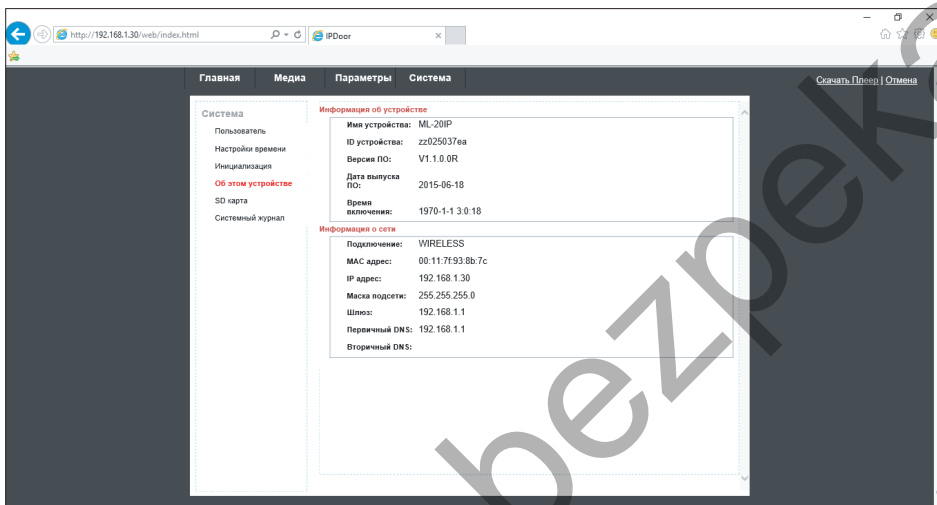 http://192.168.1.30/web/index.html
IPDoor
Главная Медиа Параметры Система
Скачать Плеер | Отмена
Система
Пользователь
Настройки времени
Инициализация
Об этом устройстве
SD карта
Системный журнал
Информация об устройстве
Имя устройства: ML-20IP
ID устройства: zz025037ea
Версия ПО: V1.1.0.0R
Дата выпуска
ПО: 2015-06-18
Время
включения: 1970-1-1 3:0:18
Информация о сети
Подключение: WIRELESS
MAC адрес: 00:11:7f:93:8b:7c
IP адрес: 192.168.1.30
Маска подсети: 255.255.255.0
Шлюз: 192.168.1.1
Первичный DNS: 192.168.1.1
Вторичный DNS:
bezpeka